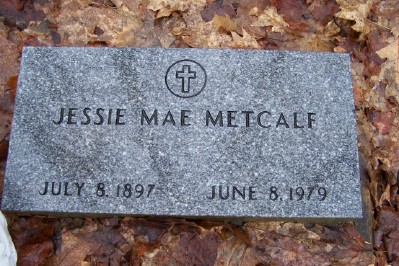 JESSIE MAE METCALF
JULY 8, 1897 JUNE 8, 1979